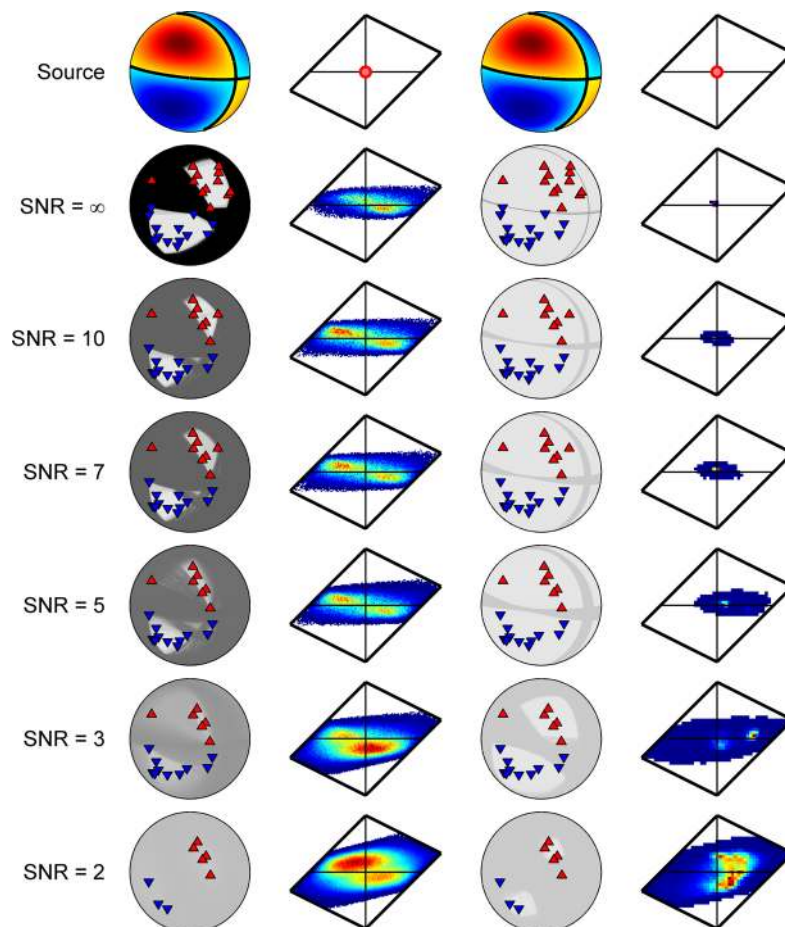 Source
SNR = ∞
SNR = 10
SNR = 7
SNR = 5
SNR = 3
SNR = 2